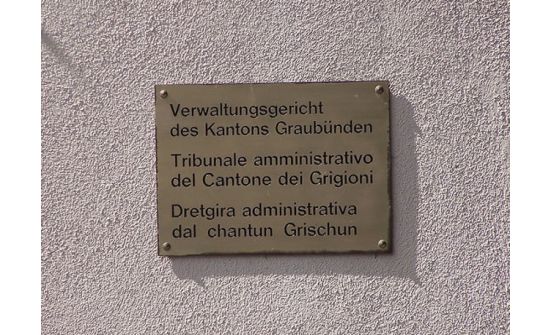 Verwaltungsgericht
des Kantons Graubünden
Tribunale amministrativo
del Cantone dei Grigioni
Dretgira administrativa
dal chantun Grischun